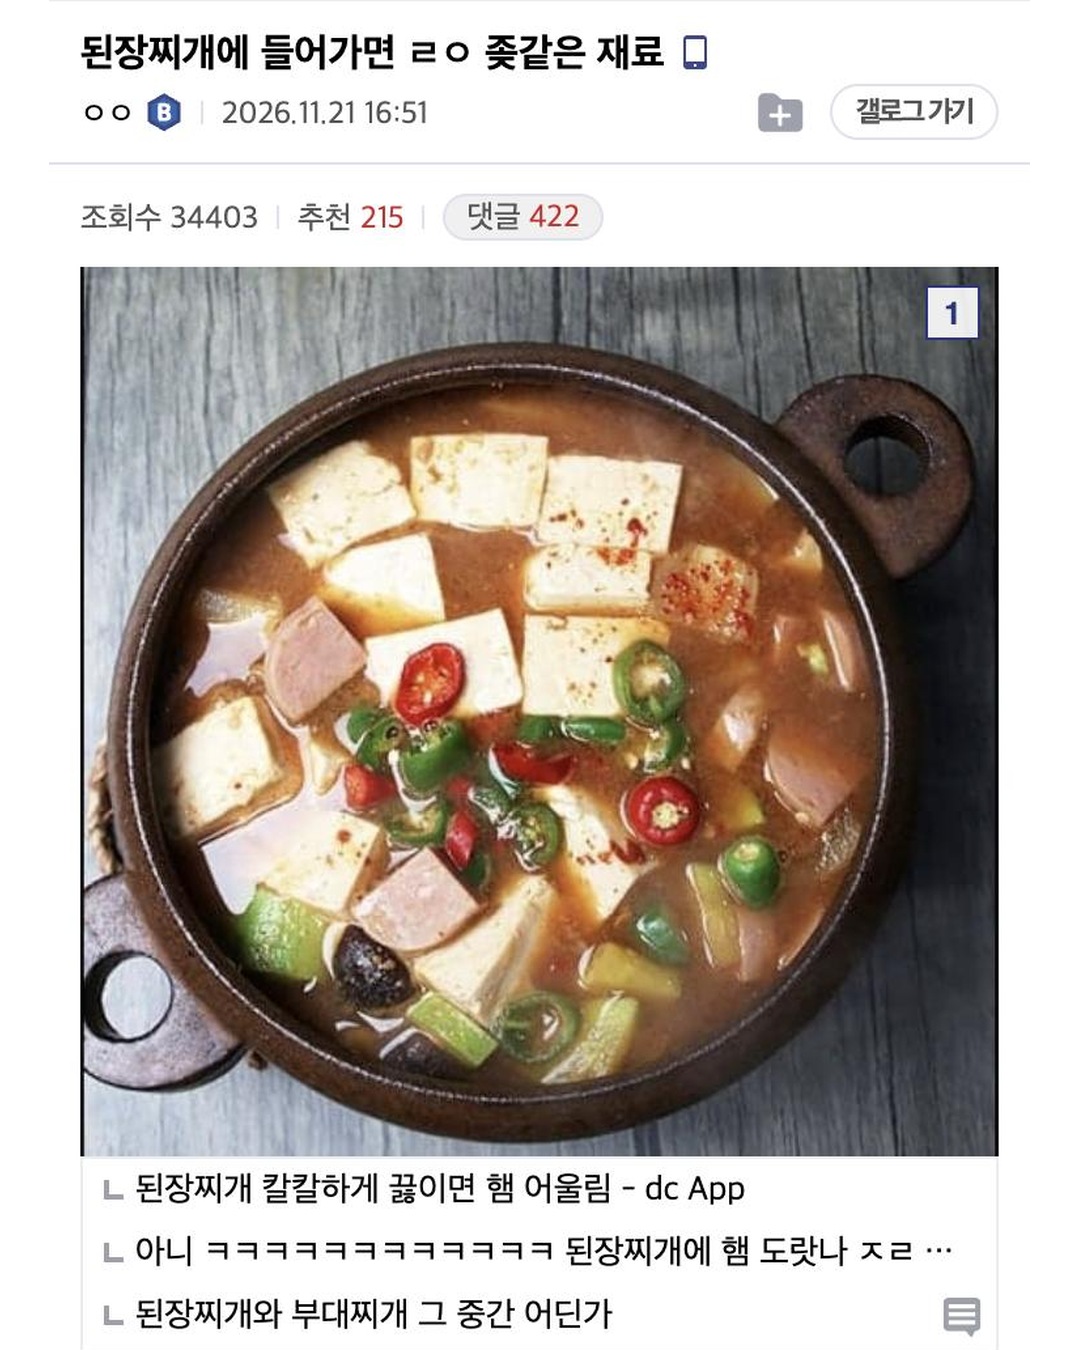 된장찌개에 들어가면 ㄹㅇ 좆같은 재료
ㅇㅇ B 2026.11.21 16:51 갤로그 가기
조회수 34403 추천 215 댓글 422
1
된장찌개 칼칼하게 끓이면 햄 어울림 - dc App
아니 ㅋㅋㅋㅋㅋㅋㅋㅋㅋㅋㅋㅋ 된장찌개에 햄 도랏나 ㅈㄹ ···
된장찌개와 부대찌개 그 중간 어딘가